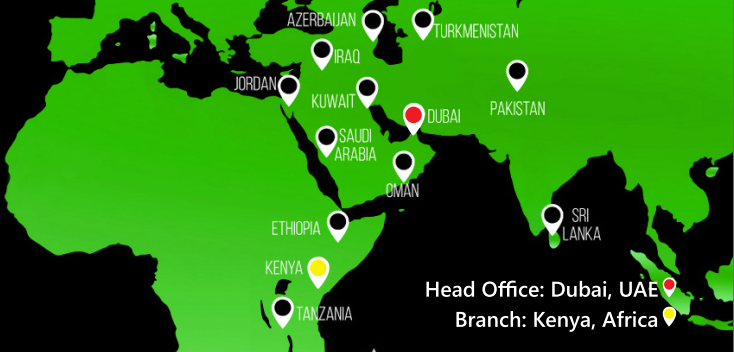 AZERBAIJAN
TURKMENISTAN
IRAQ
JORDAN
KUWAIT
PAKISTAN
DUBAI
SAUDI
ARABIA
OMAN
SRI
LANKA
ETHIOPIA
KENYA
TANZANIA
Head Office: Dubai, UAE
Branch: Kenya, Africa